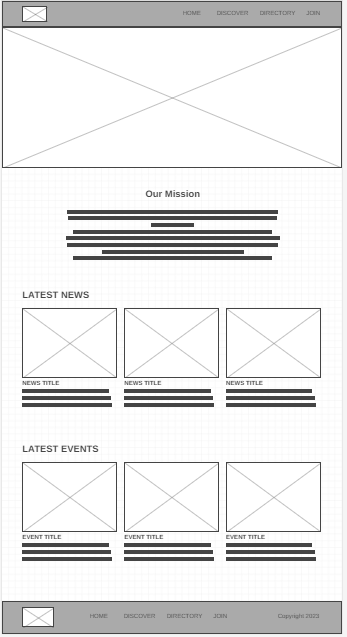 HOME DISCOVER DIRECTORY JOIN
Our Mission
LATEST NEWS
NEWS TITLE NEWS TITLE NEWS TITLE
LATEST EVENTS
EVENT TITLE EVENT TITLE EVENT TITLE
HOME DISCOVER DIRECTORY JOIN Copyright 2023